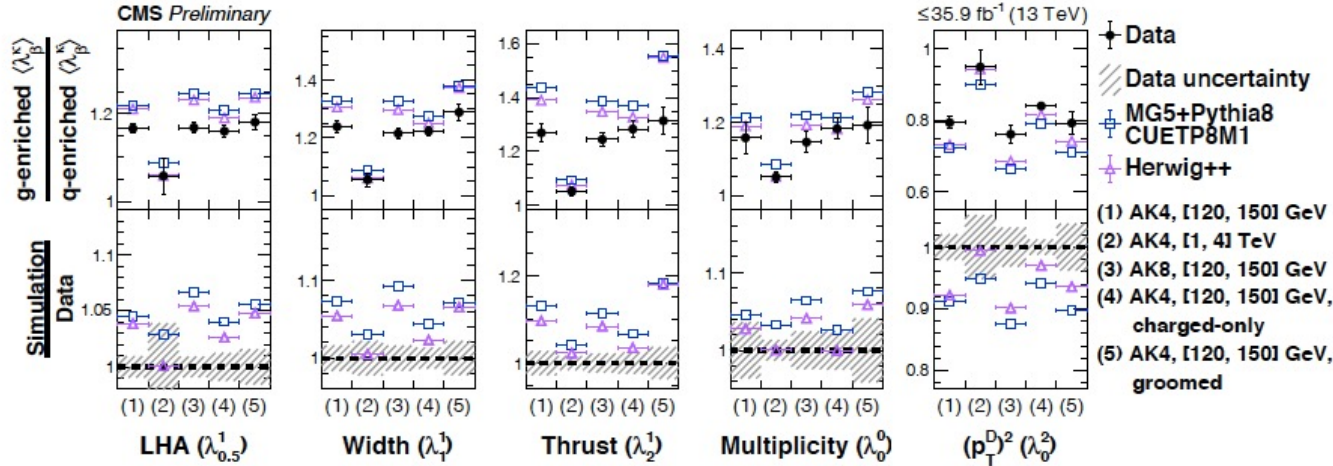 CMS Preliminary
≤35.9 fb⁻¹ (13 TeV)
g-enriched ⟨λ^κ_β⟩
q-enriched ⟨λ^κ_β⟩
1.2
1
1.4
1.2
1
1.6
1.4
1.2
1
1.4
1.2
1
1
0.8
0.6
Data
Data uncertainty
MG5+Pythia8
CUETP8M1
Herwig++
Simulation
Data
1.1
1.05
1
1.1
1
1.2
1
1.1
1
1
0.9
0.8
(1) AK4, [120, 150] GeV
(2) AK4, [1, 4] TeV
(3) AK8, [120, 150] GeV
(4) AK4, [120, 150] GeV,
charged-only
(5) AK4, [120, 150] GeV,
groomed
(1) (2) (3) (4) (5)
(1) (2) (3) (4) (5)
(1) (2) (3) (4) (5)
(1) (2) (3) (4) (5)
(1) (2) (3) (4) (5)
LHA (λ^1_0.5)
Width (λ^1_1)
Thrust (λ^1_2)
Multiplicity (λ^0_0)
(p_T^D)² (λ^2_0)